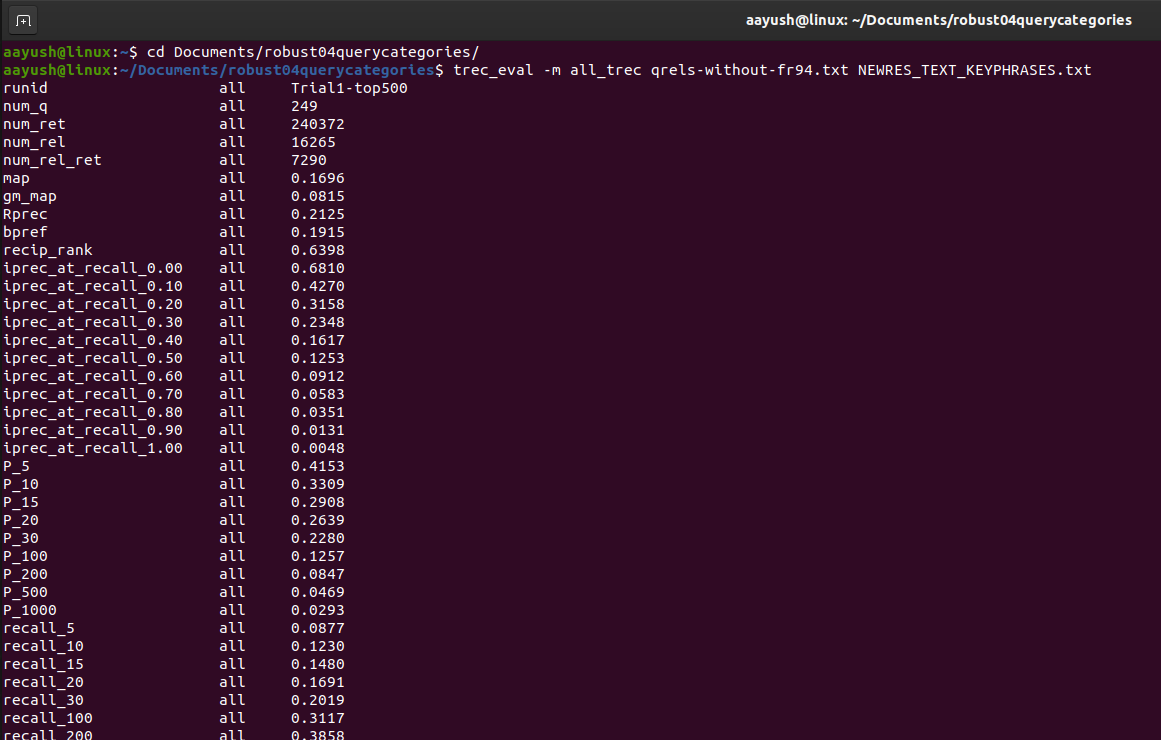 aayush@linux: ~/Documents/robust04querycategories
aayush@linux:~$ cd Documents/robust04querycategories/
aayush@linux:~/Documents/robust04querycategories$ trec_eval -m all_trec qrels-without-fr94.txt NEWRES_TEXT_KEYPHRASES.txt
runid all Trial1-top500
num_q all 249
num_ret all 240372
num_rel all 16265
num_rel_ret all 7290
map all 0.1696
gm_map all 0.0815
Rprec all 0.2125
bpref all 0.1915
recip_rank all 0.6398
iprec_at_recall_0.00 all 0.6810
iprec_at_recall_0.10 all 0.4270
iprec_at_recall_0.20 all 0.3158
iprec_at_recall_0.30 all 0.2348
iprec_at_recall_0.40 all 0.1617
iprec_at_recall_0.50 all 0.1253
iprec_at_recall_0.60 all 0.0912
iprec_at_recall_0.70 all 0.0583
iprec_at_recall_0.80 all 0.0351
iprec_at_recall_0.90 all 0.0131
iprec_at_recall_1.00 all 0.0048
P_5 all 0.4153
P_10 all 0.3309
P_15 all 0.2908
P_20 all 0.2639
P_30 all 0.2280
P_100 all 0.1257
P_200 all 0.0847
P_500 all 0.0469
P_1000 all 0.0293
recall_5 all 0.0877
recall_10 all 0.1230
recall_15 all 0.1480
recall_20 all 0.1691
recall_30 all 0.2019
recall_100 all 0.3117
recall_200 all 0.3858